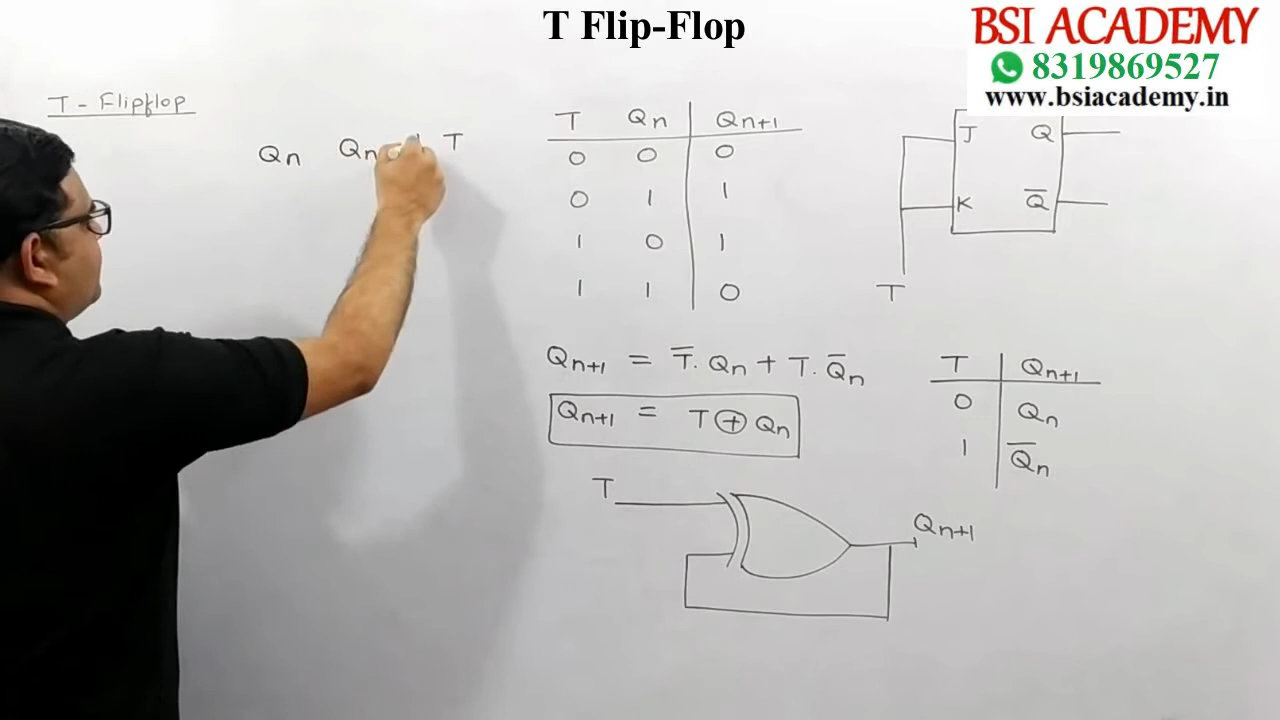 T Flip-Flop
BSI ACADEMY
8319869527
www.bsiacademy.in
T - Flipflop
Qn T
T Qn Qn+1
0 0 0
0 1 1
1 0 1
1 1 0
J Q
K Q̅
T
Qn+1 = T̅. Qn + T. Q̅n
Qn+1 = T ⊕ Qn
T Qn+1
0 Qn
1 Q̅n
T
Qn+1